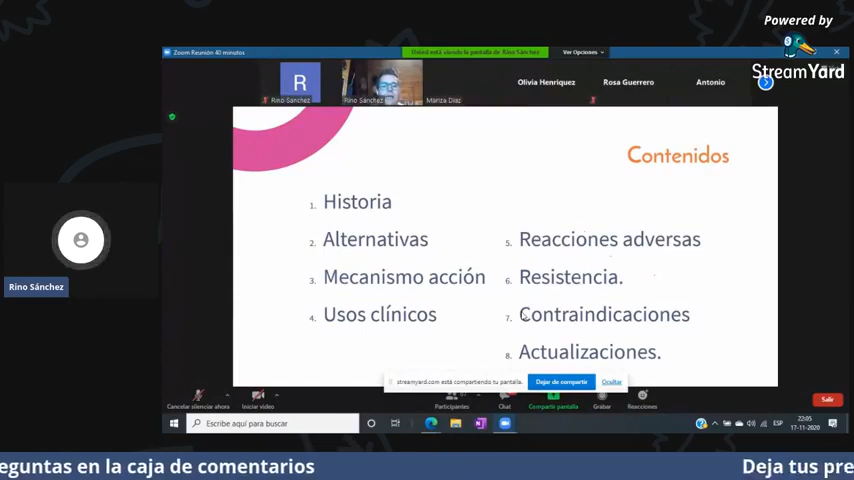 Powered by
StreamYard
Zoom Reunión 40 minutos
Usted está viendo la pantalla de Rino Sánchez
Ver Opciones
R
Rino Sánchez
Rino Sánchez
Mariza Diaz
Olivia Henriquez
Rosa Guerrero
Antonio
Contenidos
1. Historia
2. Alternativas
3. Mecanismo acción
4. Usos clínicos
5. Reacciones adversas
6. Resistencia.
7. Contraindicaciones
8. Actualizaciones.
Rino Sánchez
streamyard.com está compartiendo tu pantalla.
Dejar de compartir
Ocultar
Cancelar silenciar ahora
Iniciar video
Participantes
Chat
Compartir pantalla
Grabar
Reacciones
Salir
Escribe aquí para buscar
ESP
22:05
17-11-2020
eguntas en la caja de comentarios
Deja tus pre